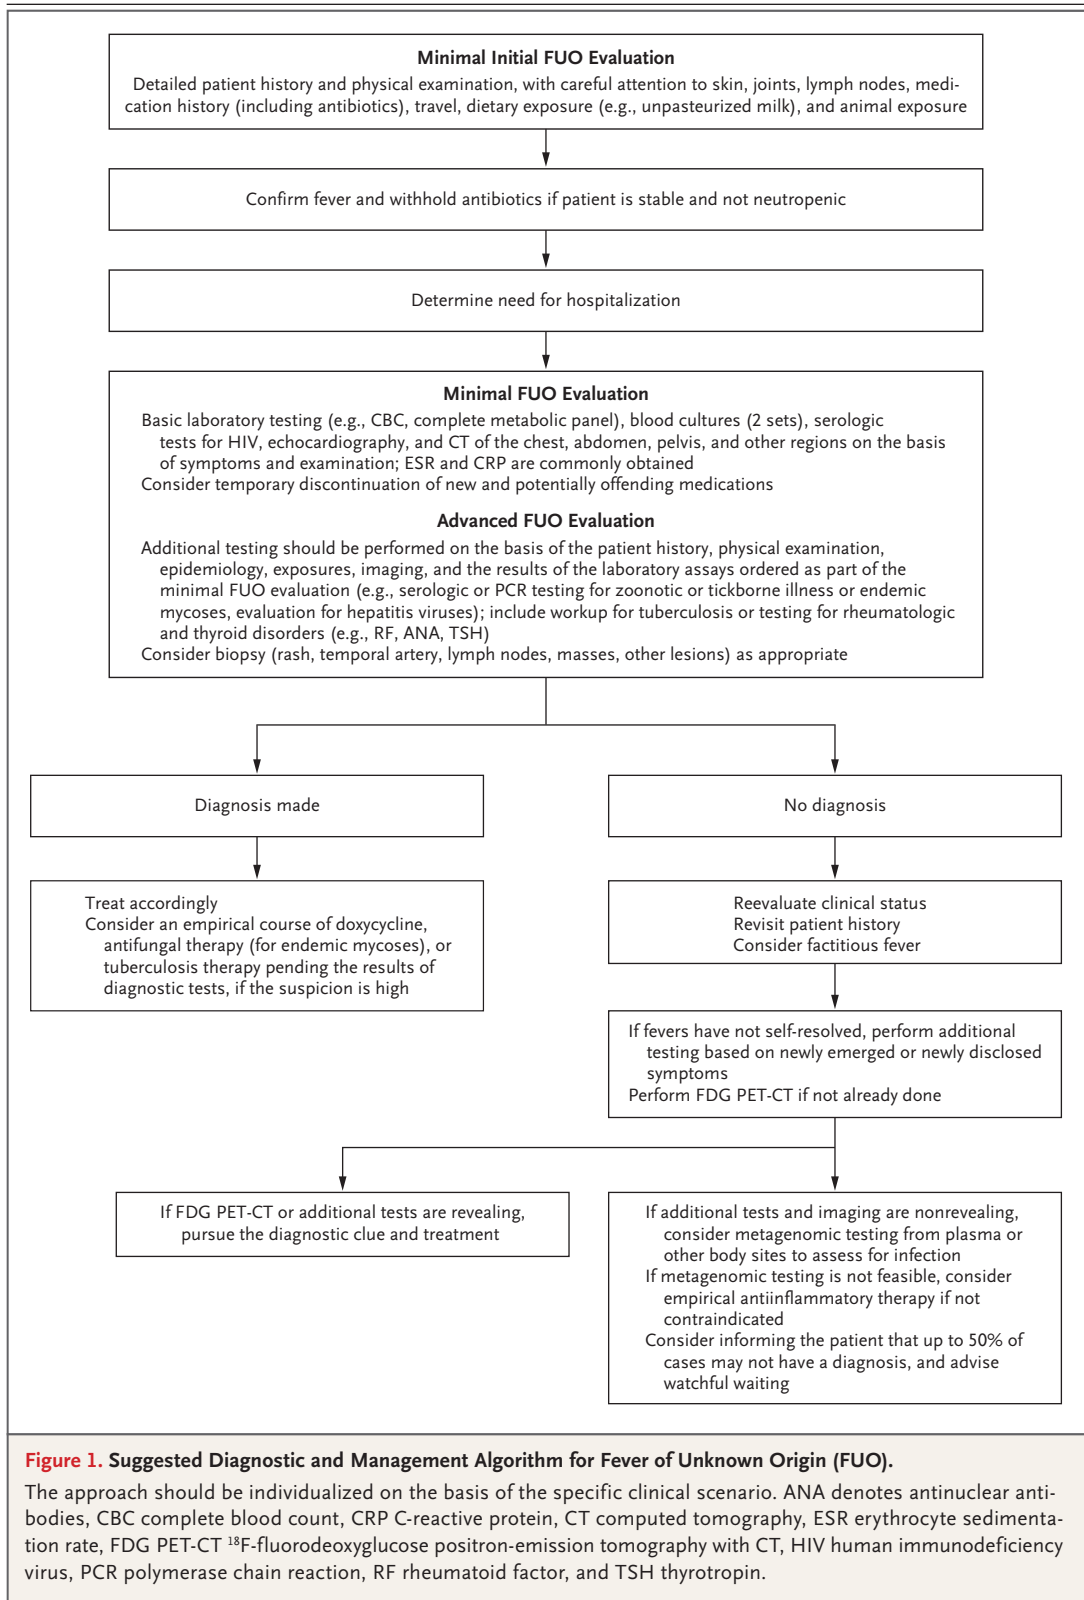 Minimal Initial FUO Evaluation
Detailed patient history and physical examination, with careful attention to skin, joints, lymph nodes, medi-
cation history (including antibiotics), travel, dietary exposure (e.g., unpasteurized milk), and animal exposure
Confirm fever and withhold antibiotics if patient is stable and not neutropenic
Determine need for hospitalization
Minimal FUO Evaluation
Basic laboratory testing (e.g., CBC, complete metabolic panel), blood cultures (2 sets), serologic
tests for HIV, echocardiography, and CT of the chest, abdomen, pelvis, and other regions on the basis
of symptoms and examination; ESR and CRP are commonly obtained
Consider temporary discontinuation of new and potentially offending medications
Advanced FUO Evaluation
Additional testing should be performed on the basis of the patient history, physical examination,
epidemiology, exposures, imaging, and the results of the laboratory assays ordered as part of the
minimal FUO evaluation (e.g., serologic or PCR testing for zoonotic or tickborne illness or endemic
mycoses, evaluation for hepatitis viruses); include workup for tuberculosis or testing for rheumatologic
and thyroid disorders (e.g., RF, ANA, TSH)
Consider biopsy (rash, temporal artery, lymph nodes, masses, other lesions) as appropriate
Diagnosis made
Treat accordingly
Consider an empirical course of doxycycline,
antifungal therapy (for endemic mycoses), or
tuberculosis therapy pending the results of
diagnostic tests, if the suspicion is high
No diagnosis
Reevaluate clinical status
Revisit patient history
Consider factitious fever
If fevers have not self-resolved, perform additional
testing based on newly emerged or newly disclosed
symptoms
Perform FDG PET-CT if not already done
If FDG PET-CT or additional tests are revealing,
pursue the diagnostic clue and treatment
If additional tests and imaging are nonrevealing,
consider metagenomic testing from plasma or
other body sites to assess for infection
If metagenomic testing is not feasible, consider
empirical antiinflammatory therapy if not
contraindicated
Consider informing the patient that up to 50% of
cases may not have a diagnosis, and advise
watchful waiting
Figure 1. Suggested Diagnostic and Management Algorithm for Fever of Unknown Origin (FUO).
The approach should be individualized on the basis of the specific clinical scenario. ANA denotes antinuclear anti-
bodies, CBC complete blood count, CRP C-reactive protein, CT computed tomography, ESR erythrocyte sedimenta-
tion rate, FDG PET-CT ¹⁸F-fluorodeoxyglucose positron-emission tomography with CT, HIV human immunodeficiency
virus, PCR polymerase chain reaction, RF rheumatoid factor, and TSH thyrotropin.